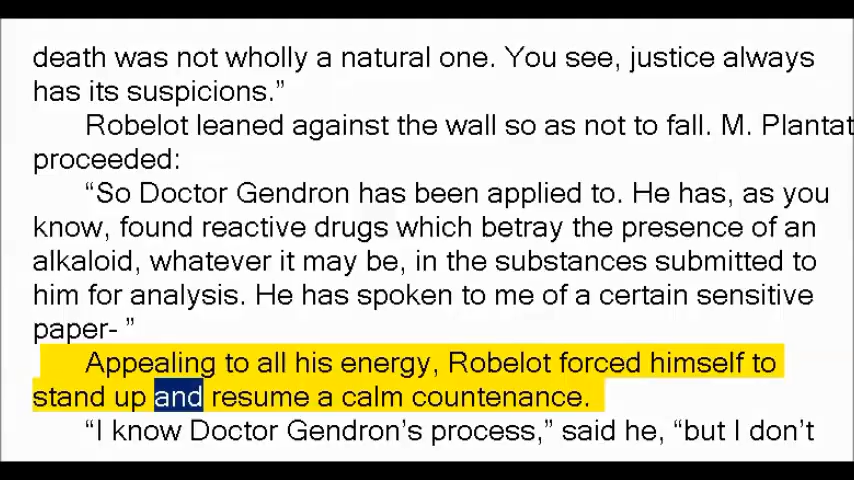 death was not wholly a natural one. You see, justice always
has its suspicions.”
Robelot leaned against the wall so as not to fall. M. Plantat
proceeded:
“So Doctor Gendron has been applied to. He has, as you
know, found reactive drugs which betray the presence of an
alkaloid, whatever it may be, in the substances submitted to
him for analysis. He has spoken to me of a certain sensitive
paper- ”
Appealing to all his energy, Robelot forced himself to
stand up and resume a calm countenance.
“I know Doctor Gendron’s process,” said he, “but I don’t